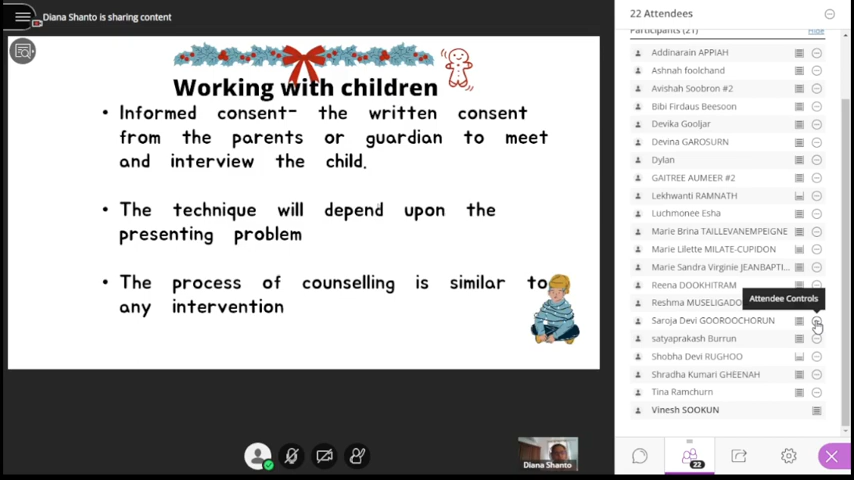 Diana Shanto is sharing content
Working with children
• Informed consent- the written consent
from the parents or guardian to meet
and interview the child.
• The technique will depend upon the
presenting problem
• The process of counselling is similar to
any intervention
Diana Shanto
22 Attendees
Participants (21)
Hide
Addinarain APPIAH
Ashnah foolchand
Avishah Soobron #2
Bibi Firdaus Beesoon
Devika Gooljar
Devina GAROSURN
Dylan
GAITREE AUMEER #2
Lekhwanti RAMNATH
Luchmonee Esha
Marie Brina TAILLEVANEMPEIGNE
Marie Lilette MILATE-CUPIDON
Marie Sandra Virginie JEANBAPTI...
Reena DOOKHITRAM
Attendee Controls
Reshma MUSELIGADO
Saroja Devi GOOROOCHORUN
satyaprakash Burrun
Shobha Devi RUGHOO
Shradha Kumari GHEENAH
Tina Ramchurn
Vinesh SOOKUN
22